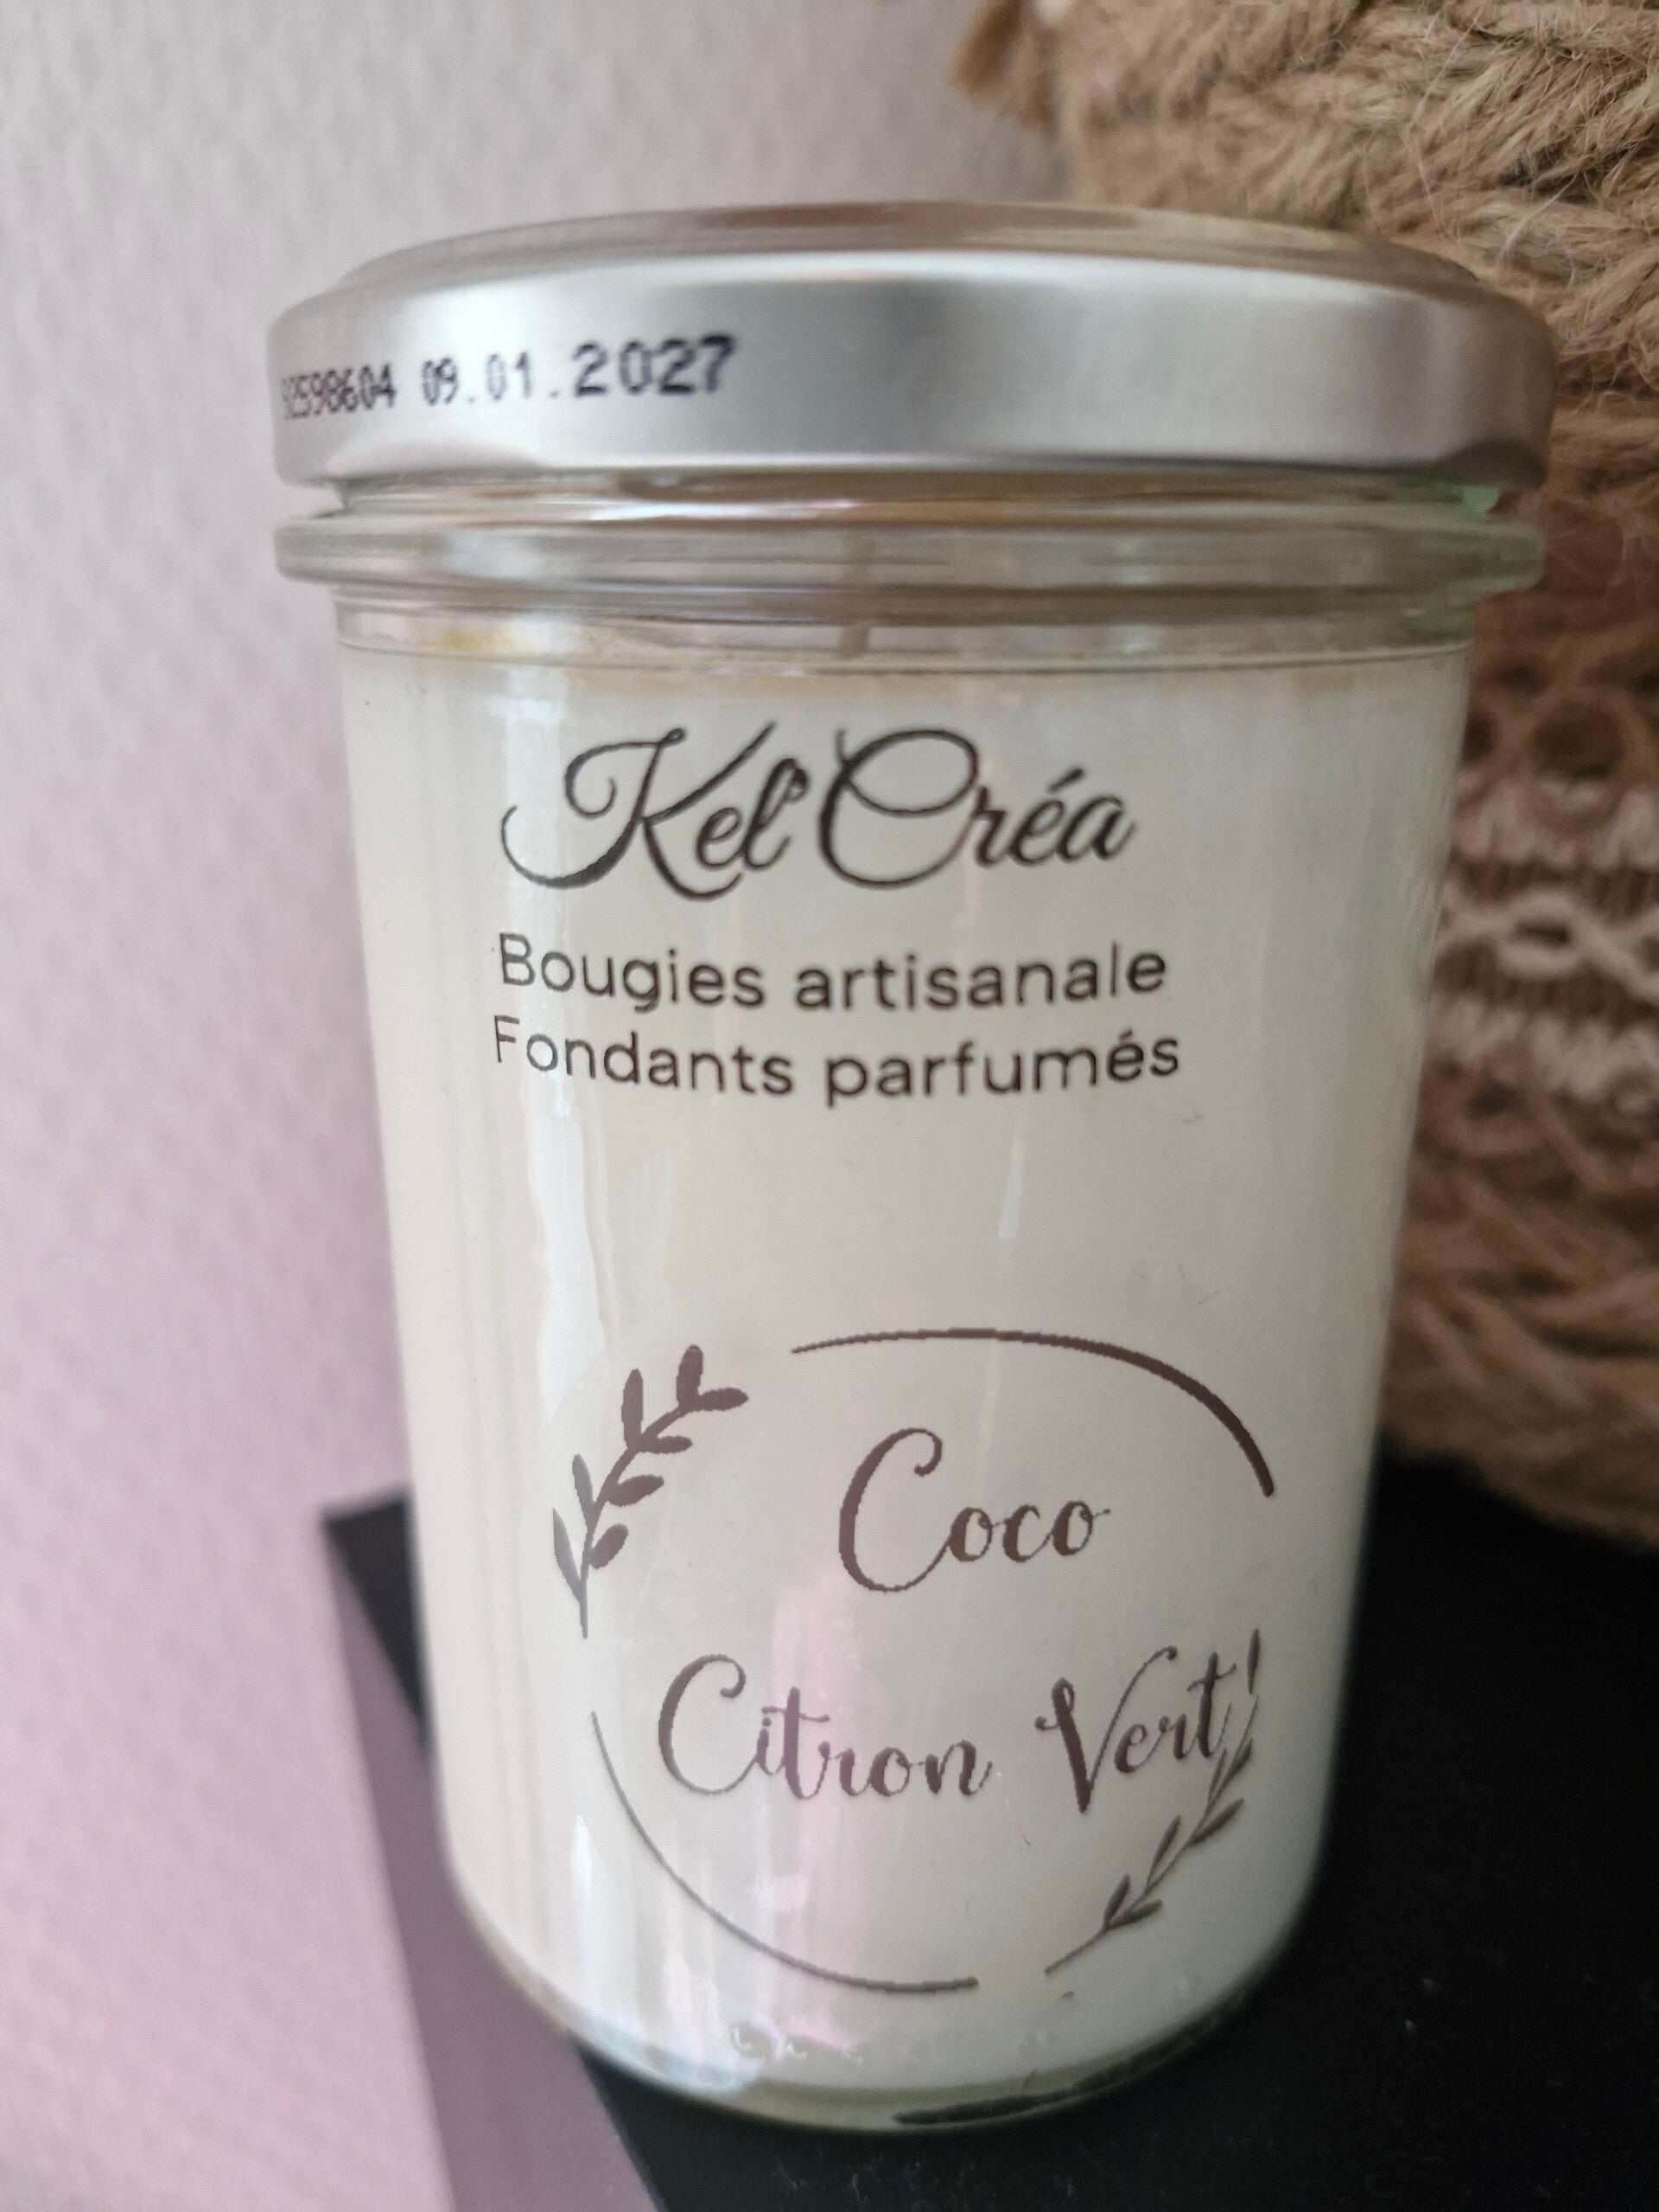 09.01.2027
Kel'Créa
Bougies artisanale
Fondants parfumés
Coco
Citron Vert